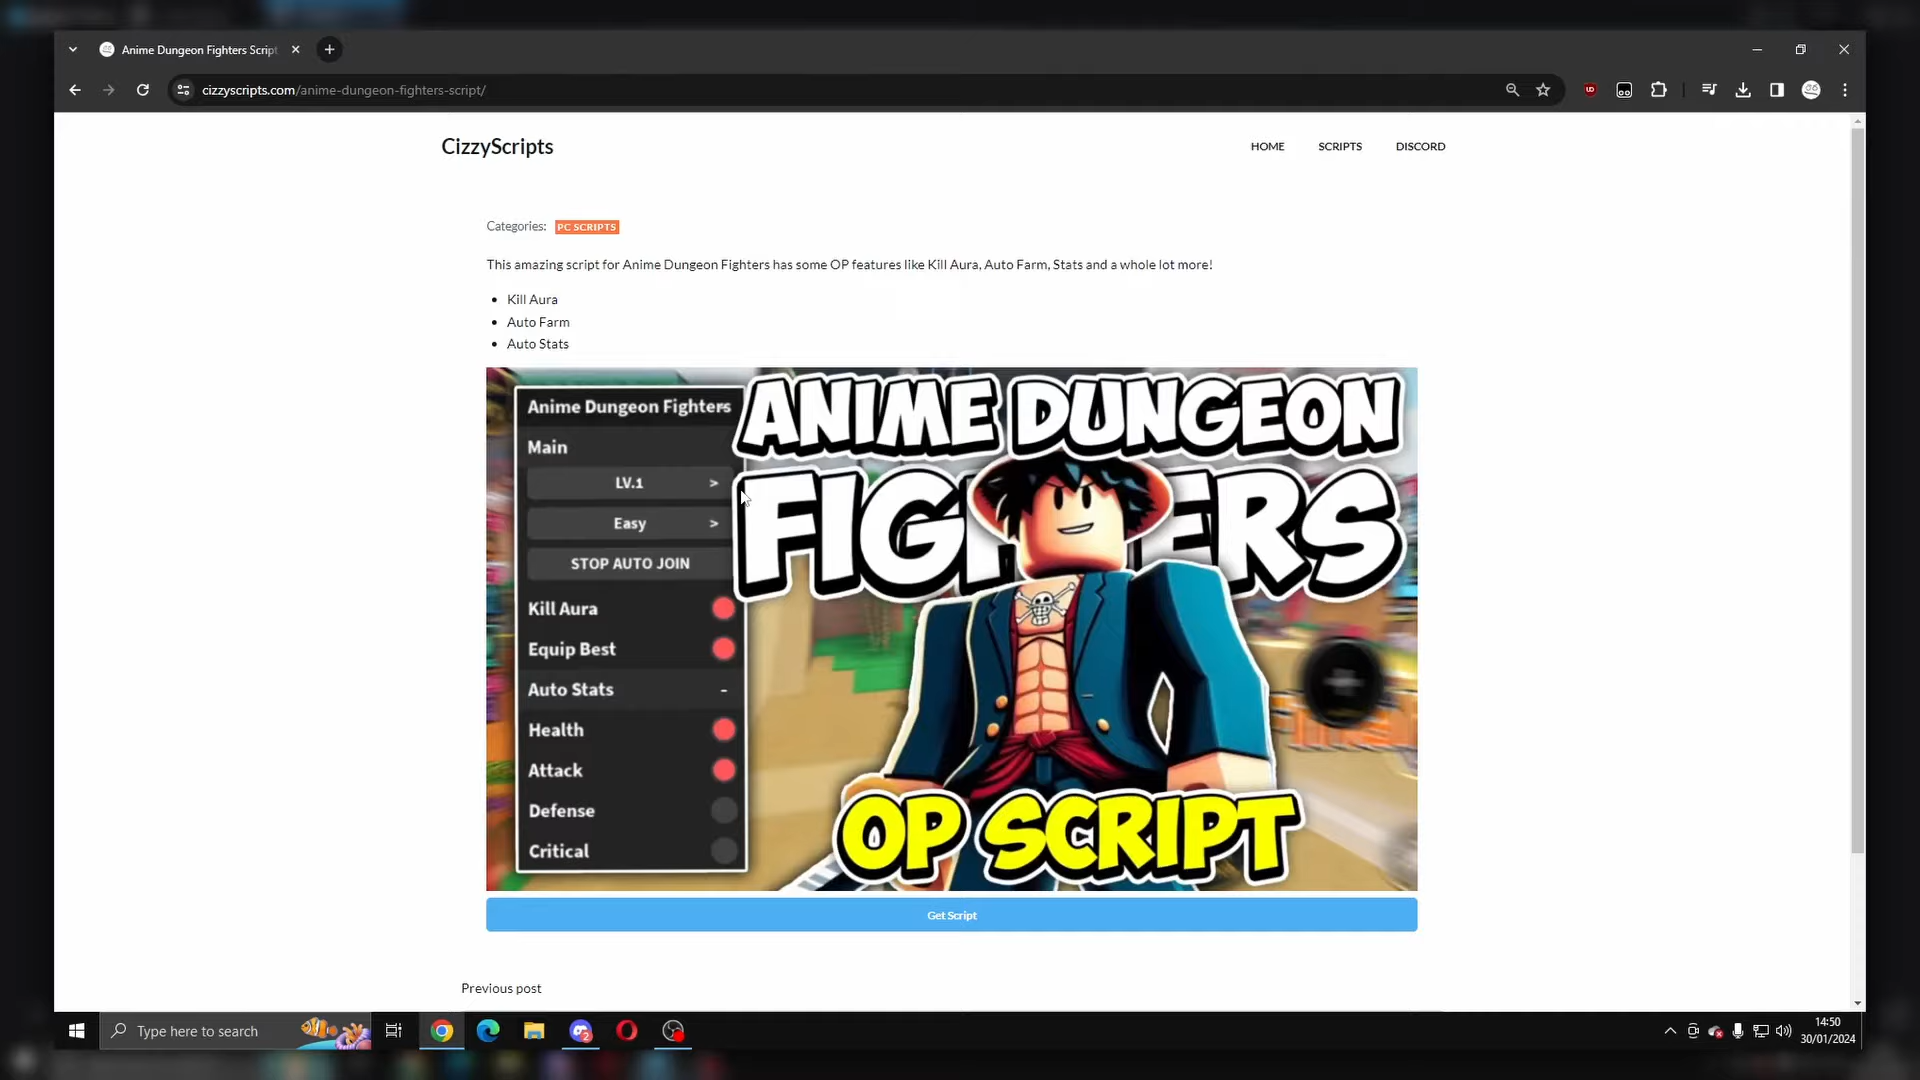 Anime Dungeon Fighters Script
cizzyscripts.com/anime-dungeon-fighters-script/
CizzyScripts
HOME
SCRIPTS
DISCORD
Categories: PC SCRIPTS
This amazing script for Anime Dungeon Fighters has some OP features like Kill Aura, Auto Farm, Stats and a whole lot more!
Kill Aura
Auto Farm
Auto Stats
Anime Dungeon Fighters
Main
LV.1 >
Easy >
STOP AUTO JOIN
Kill Aura
Equip Best
Auto Stats -
Health
Attack
Defense
Critical
ANIME DUNGEON
FIGHTERS
OP SCRIPT
Get Script
Previous post
Type here to search
2
14:50
30/01/2024